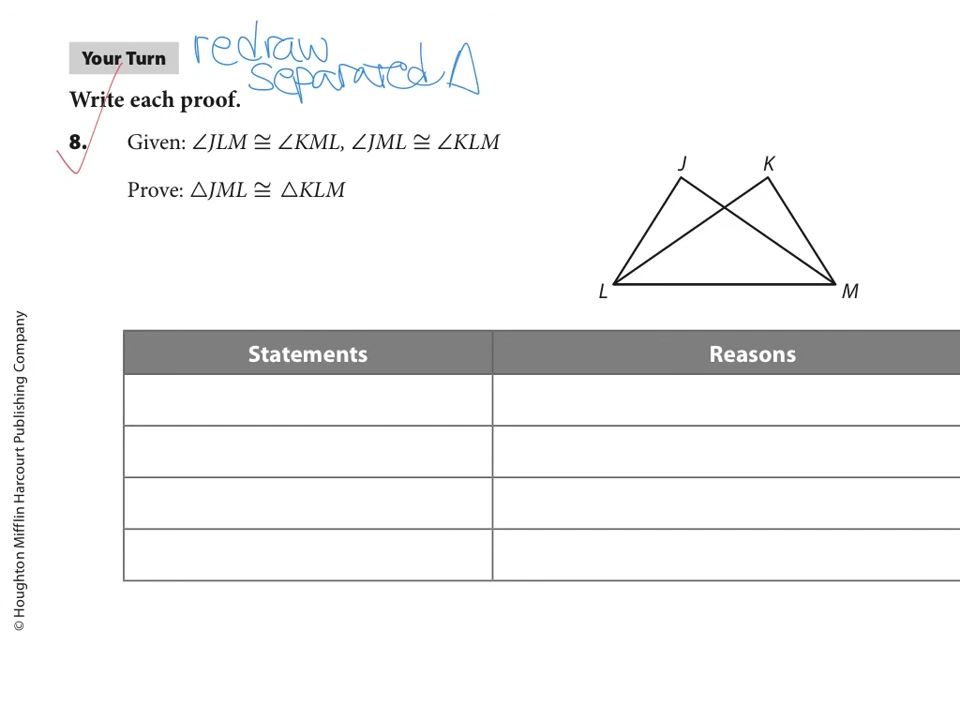 Your Turn
redraw
separated △
Write each proof.
8. Given: ∠JLM ≅ ∠KML, ∠JML ≅ ∠KLM
Prove: △JML ≅ △KLM
J K
L M
Statements Reasons
© Houghton Mifflin Harcourt Publishing Company